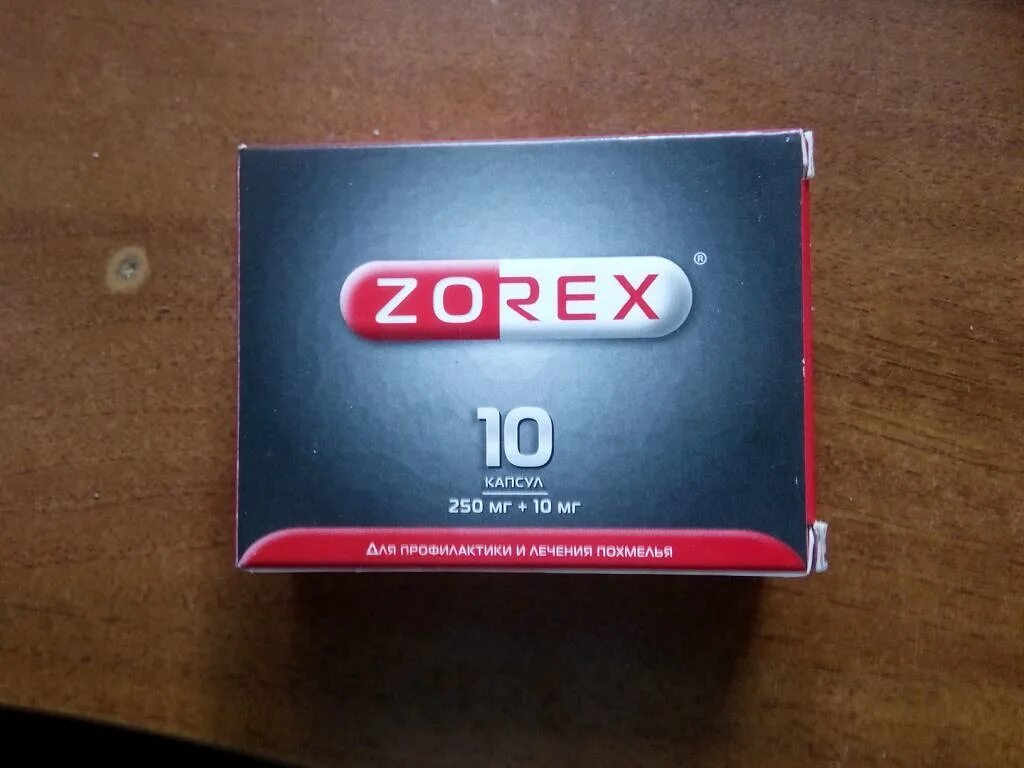 ZOREX ®
10
КАПСУЛ
250 мг + 10 мг
Для профилактики и лечения похмелья